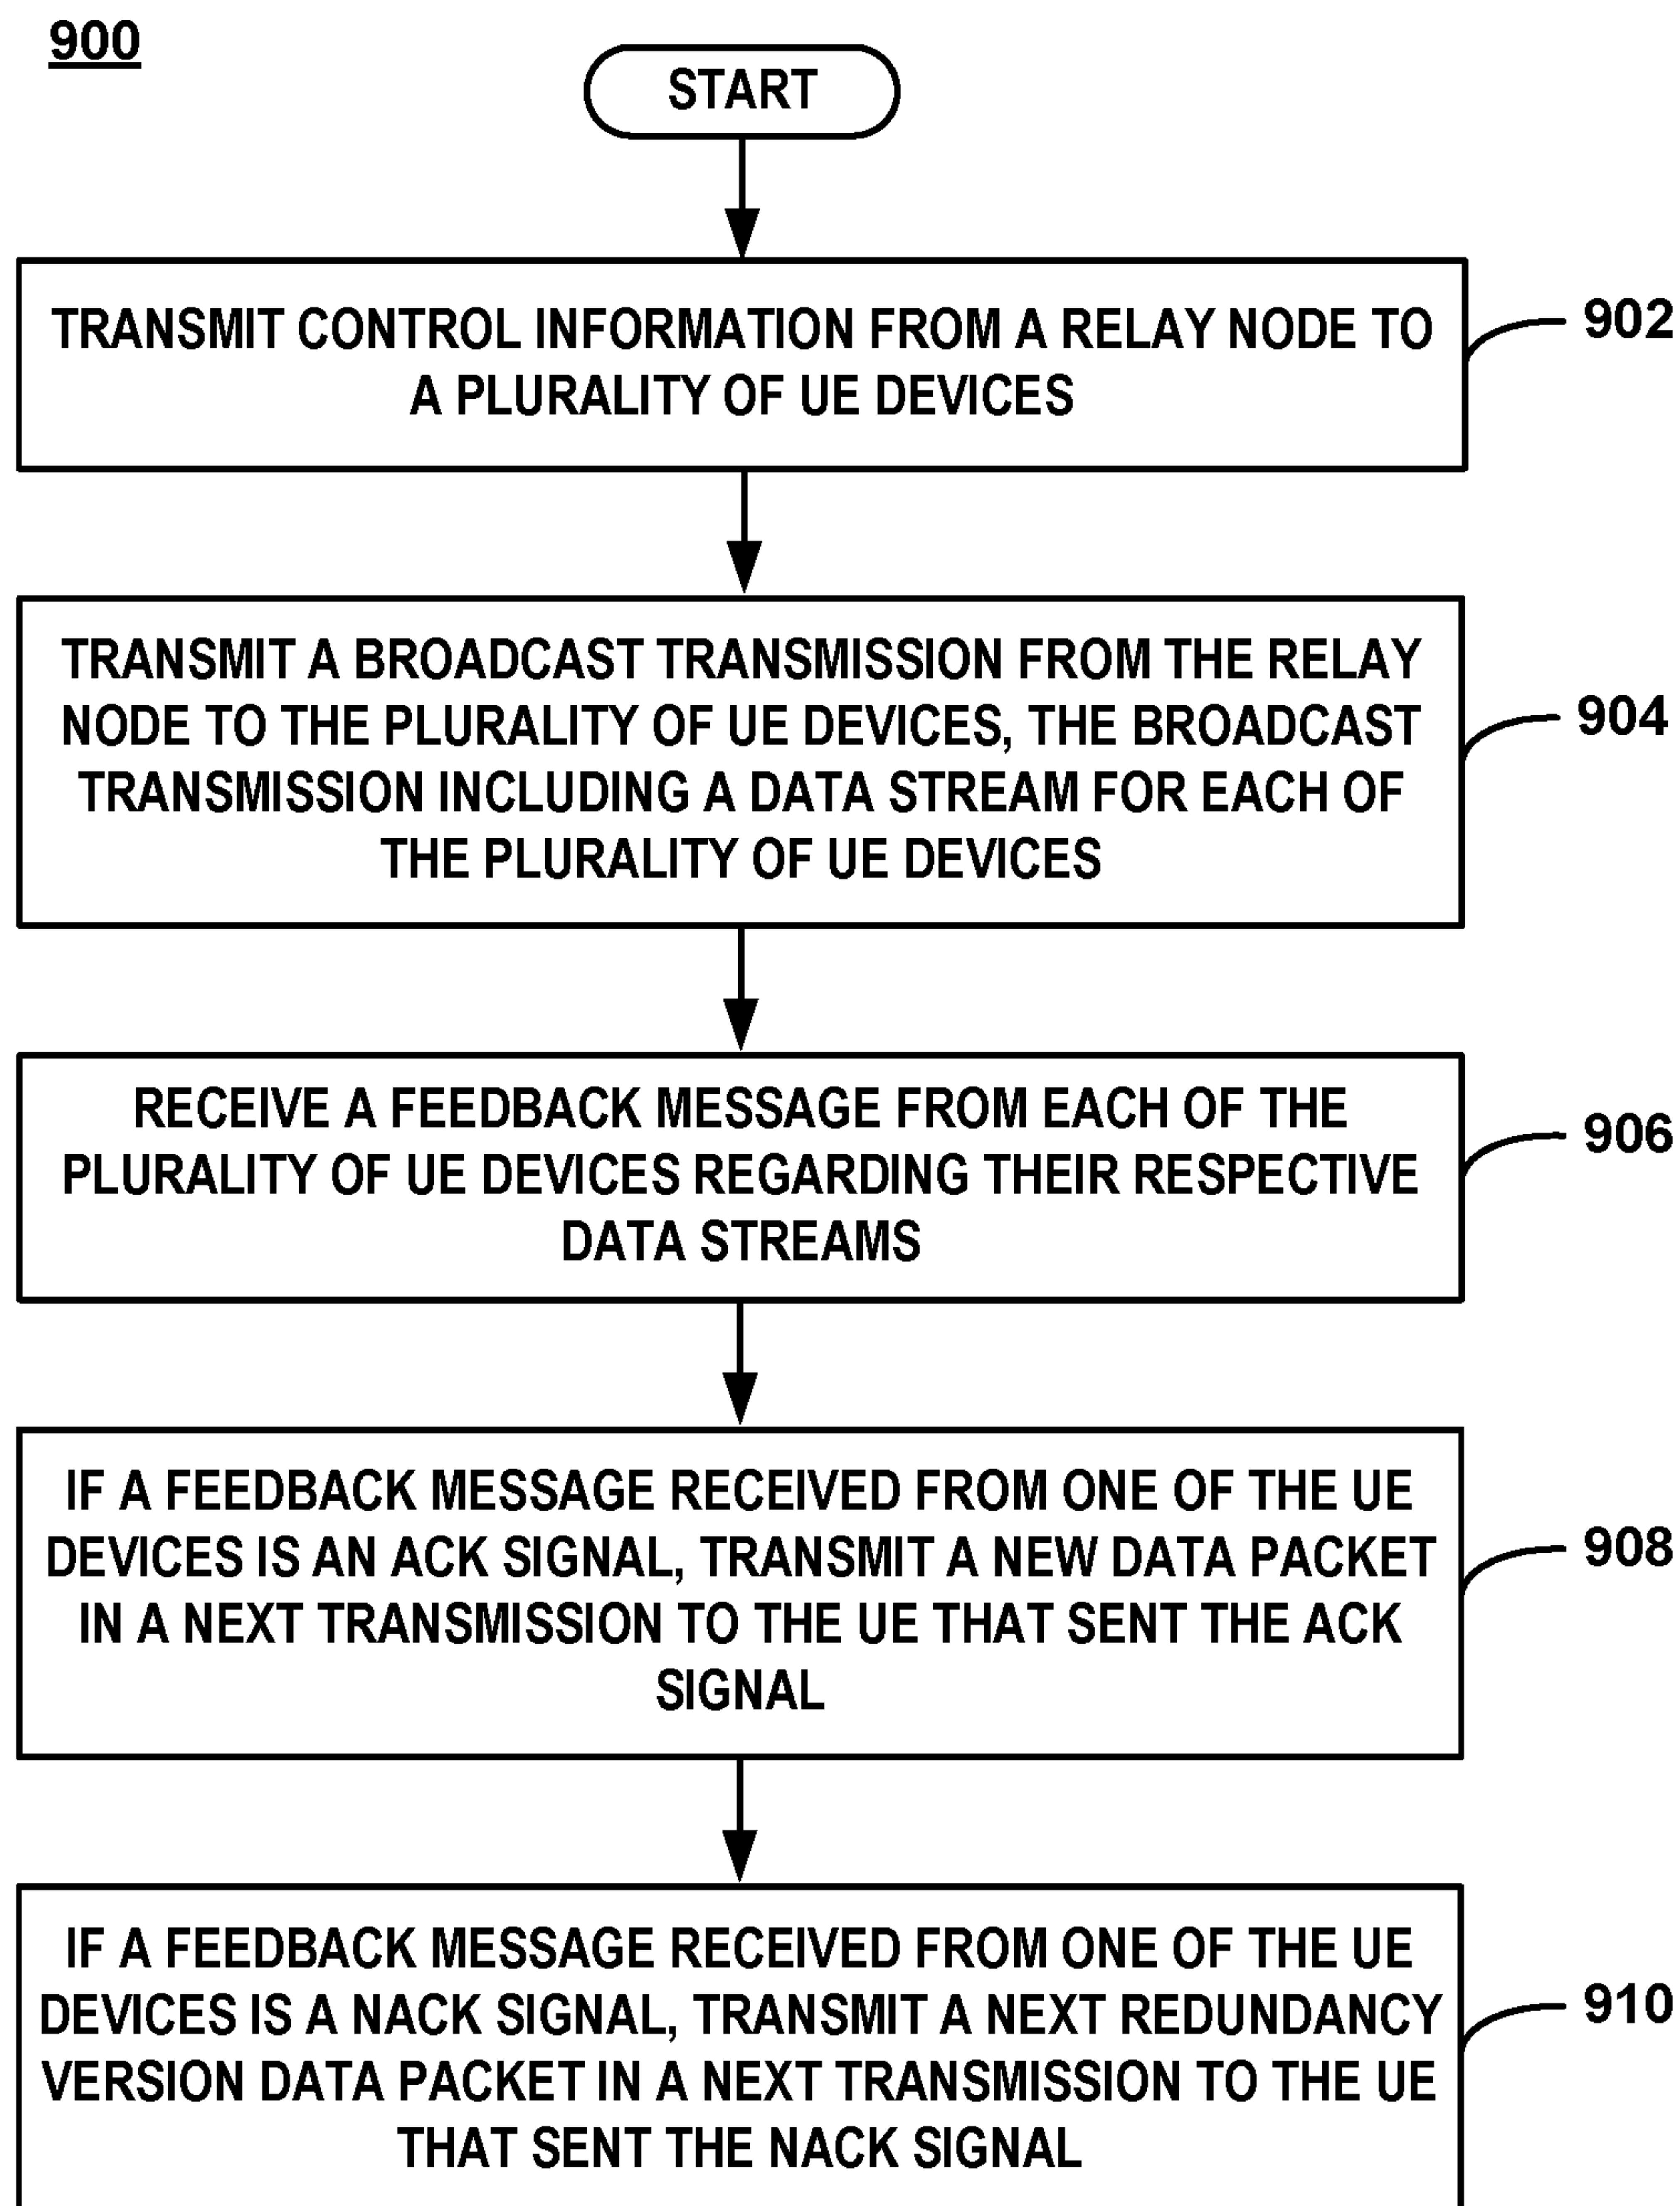 900
START
TRANSMIT CONTROL INFORMATION FROM A RELAY NODE TO
A PLURALITY OF UE DEVICES
902
TRANSMIT A BROADCAST TRANSMISSION FROM THE RELAY
NODE TO THE PLURALITY OF UE DEVICES, THE BROADCAST
TRANSMISSION INCLUDING A DATA STREAM FOR EACH OF
THE PLURALITY OF UE DEVICES
904
RECEIVE A FEEDBACK MESSAGE FROM EACH OF THE
PLURALITY OF UE DEVICES REGARDING THEIR RESPECTIVE
DATA STREAMS
906
IF A FEEDBACK MESSAGE RECEIVED FROM ONE OF THE UE
DEVICES IS AN ACK SIGNAL, TRANSMIT A NEW DATA PACKET
IN A NEXT TRANSMISSION TO THE UE THAT SENT THE ACK
SIGNAL
908
IF A FEEDBACK MESSAGE RECEIVED FROM ONE OF THE UE
DEVICES IS A NACK SIGNAL, TRANSMIT A NEXT REDUNDANCY
VERSION DATA PACKET IN A NEXT TRANSMISSION TO THE UE
THAT SENT THE NACK SIGNAL
910